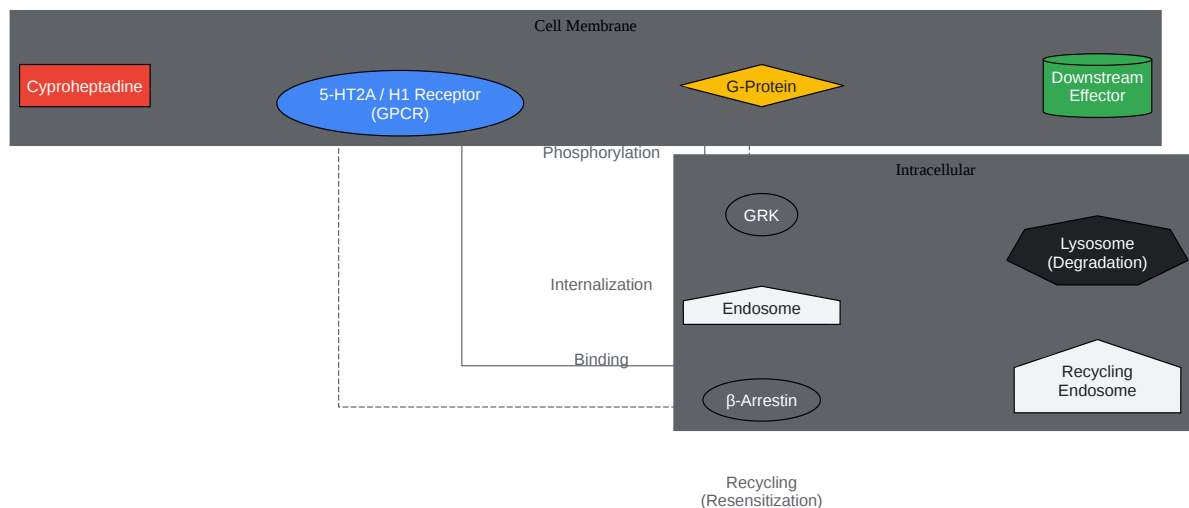 Cell Membrane
Cyproheptadine
5-HT2A / H1 Receptor
(GPCR)
G-Protein
Downstream
Effector
Phosphorylation
Intracellular
GRK
Lysosome
(Degradation)
Internalization
Endosome
Binding
Recycling
Endosome
β-Arrestin
Recycling
(Resensitization)